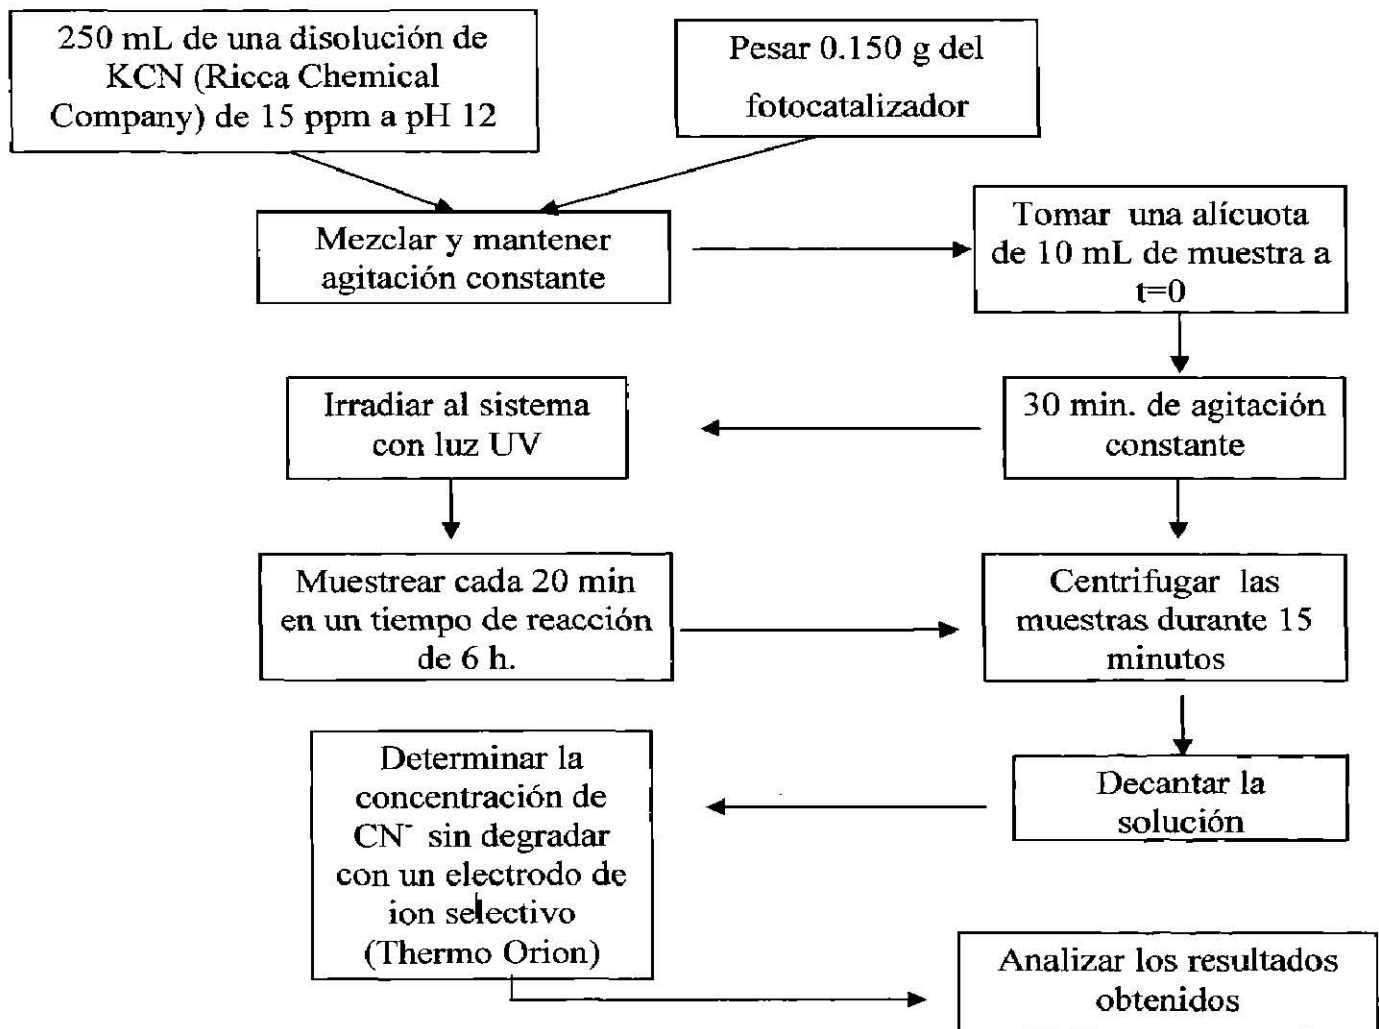 250 mL de una disolución de
KCN (Ricca Chemical
Company) de 15 ppm a pH 12
Pesar 0.150 g del
fotocatalizador
Mezclar y mantener
agitación constante
Tomar una alícuota
de 10 mL de muestra a
t=0
30 min. de agitación
constante
Irradiar al sistema
con luz UV
Muestrear cada 20 min
en un tiempo de reacción
de 6 h.
Centrifugar las
muestras durante 15
minutos
Decantar la
solución
Determinar la
concentración de
CN⁻ sin degradar
con un electrodo de
ion selectivo
(Thermo Orion)
Analizar los resultados
obtenidos